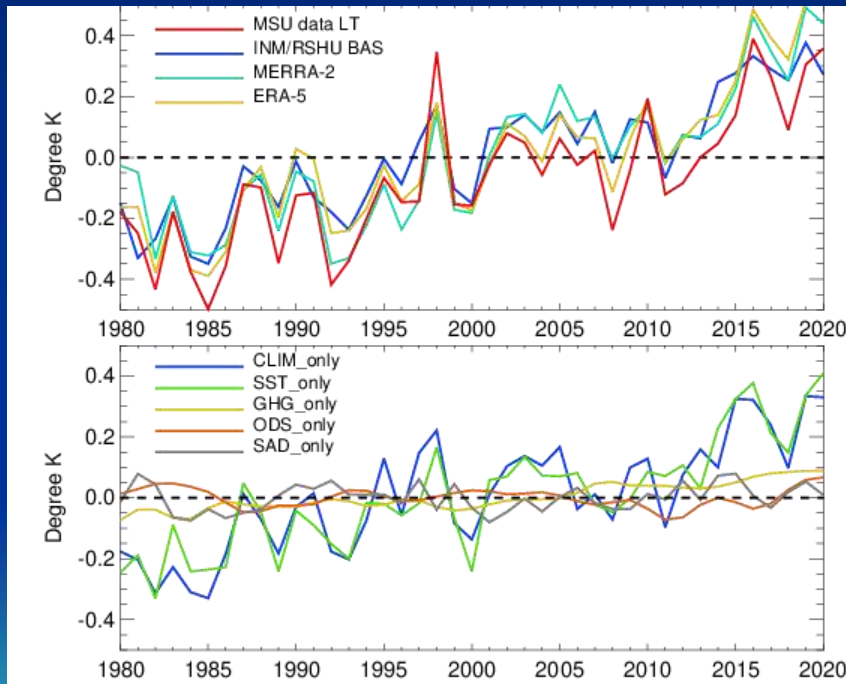 0.4
0.2
0.0
-0.2
-0.4
Degree K
MSU data LT
INM/RSHU BAS
MERRA-2
ERA-5
1980 1985 1990 1995 2000 2005 2010 2015 2020
0.4
0.2
0.0
-0.2
-0.4
Degree K
CLIM_only
SST_only
GHG_only
ODS_only
SAD_only
1980 1985 1990 1995 2000 2005 2010 2015 2020